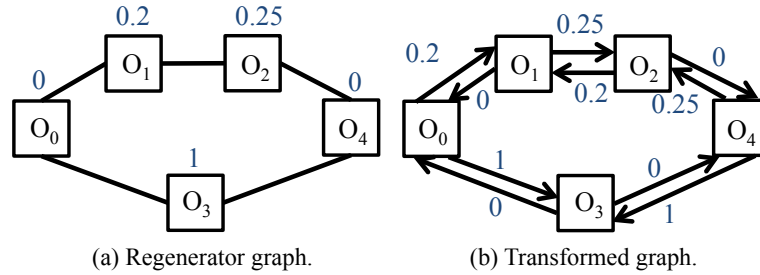 0.2
0.25
0
O1
O2
0
O0
O4
1
O3
(a) Regenerator graph.
0.25
0.2
O1
O2
0
0
0.2
0.25
O0
O4
1
0
0
O3
1
(b) Transformed graph.